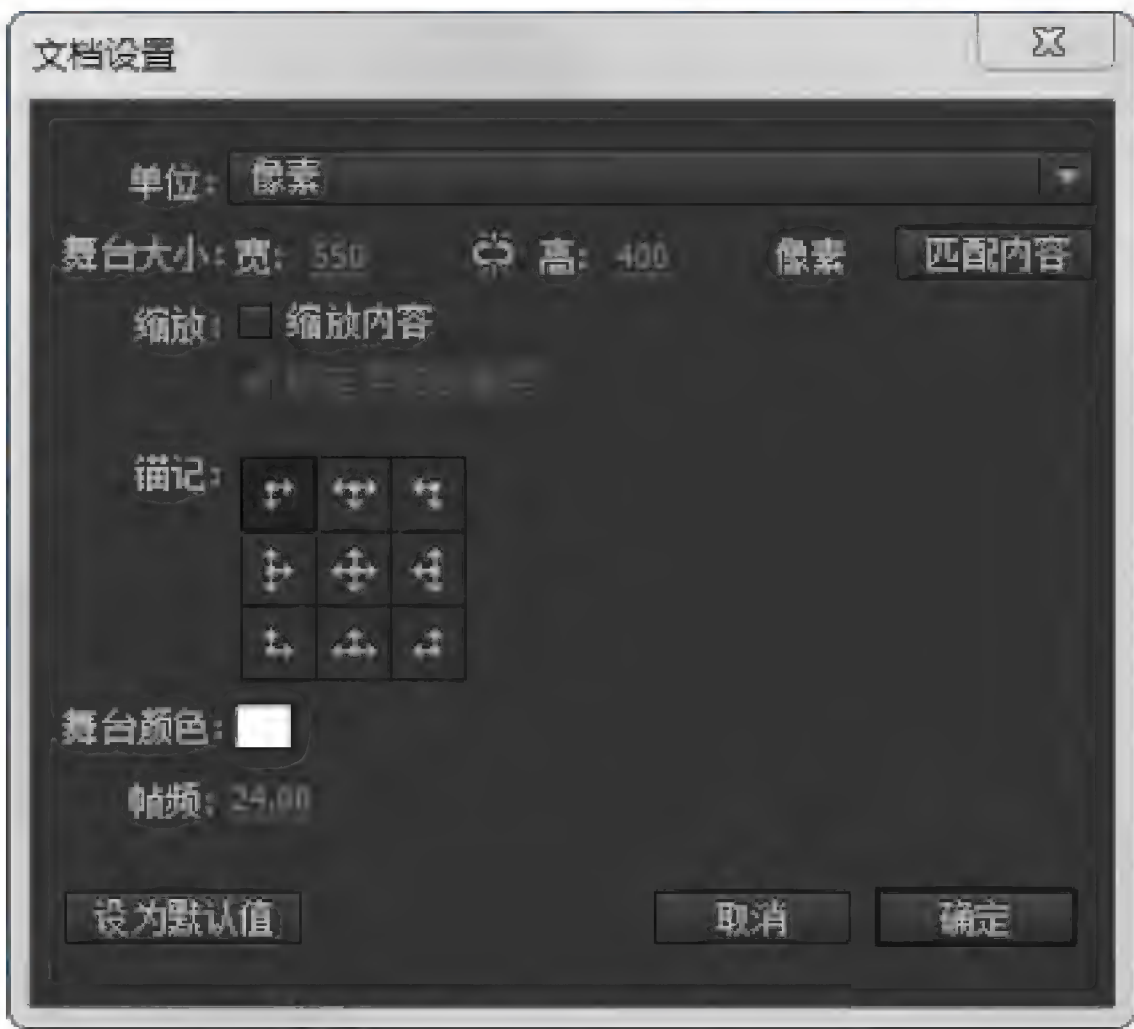 文档设置
单位: 像素
舞台大小: 宽: 550 高: 400 像素 匹配内容
缩放: 缩放内容
锚记:
舞台颜色:
帧频: 24.00
设为默认值 取消 确定